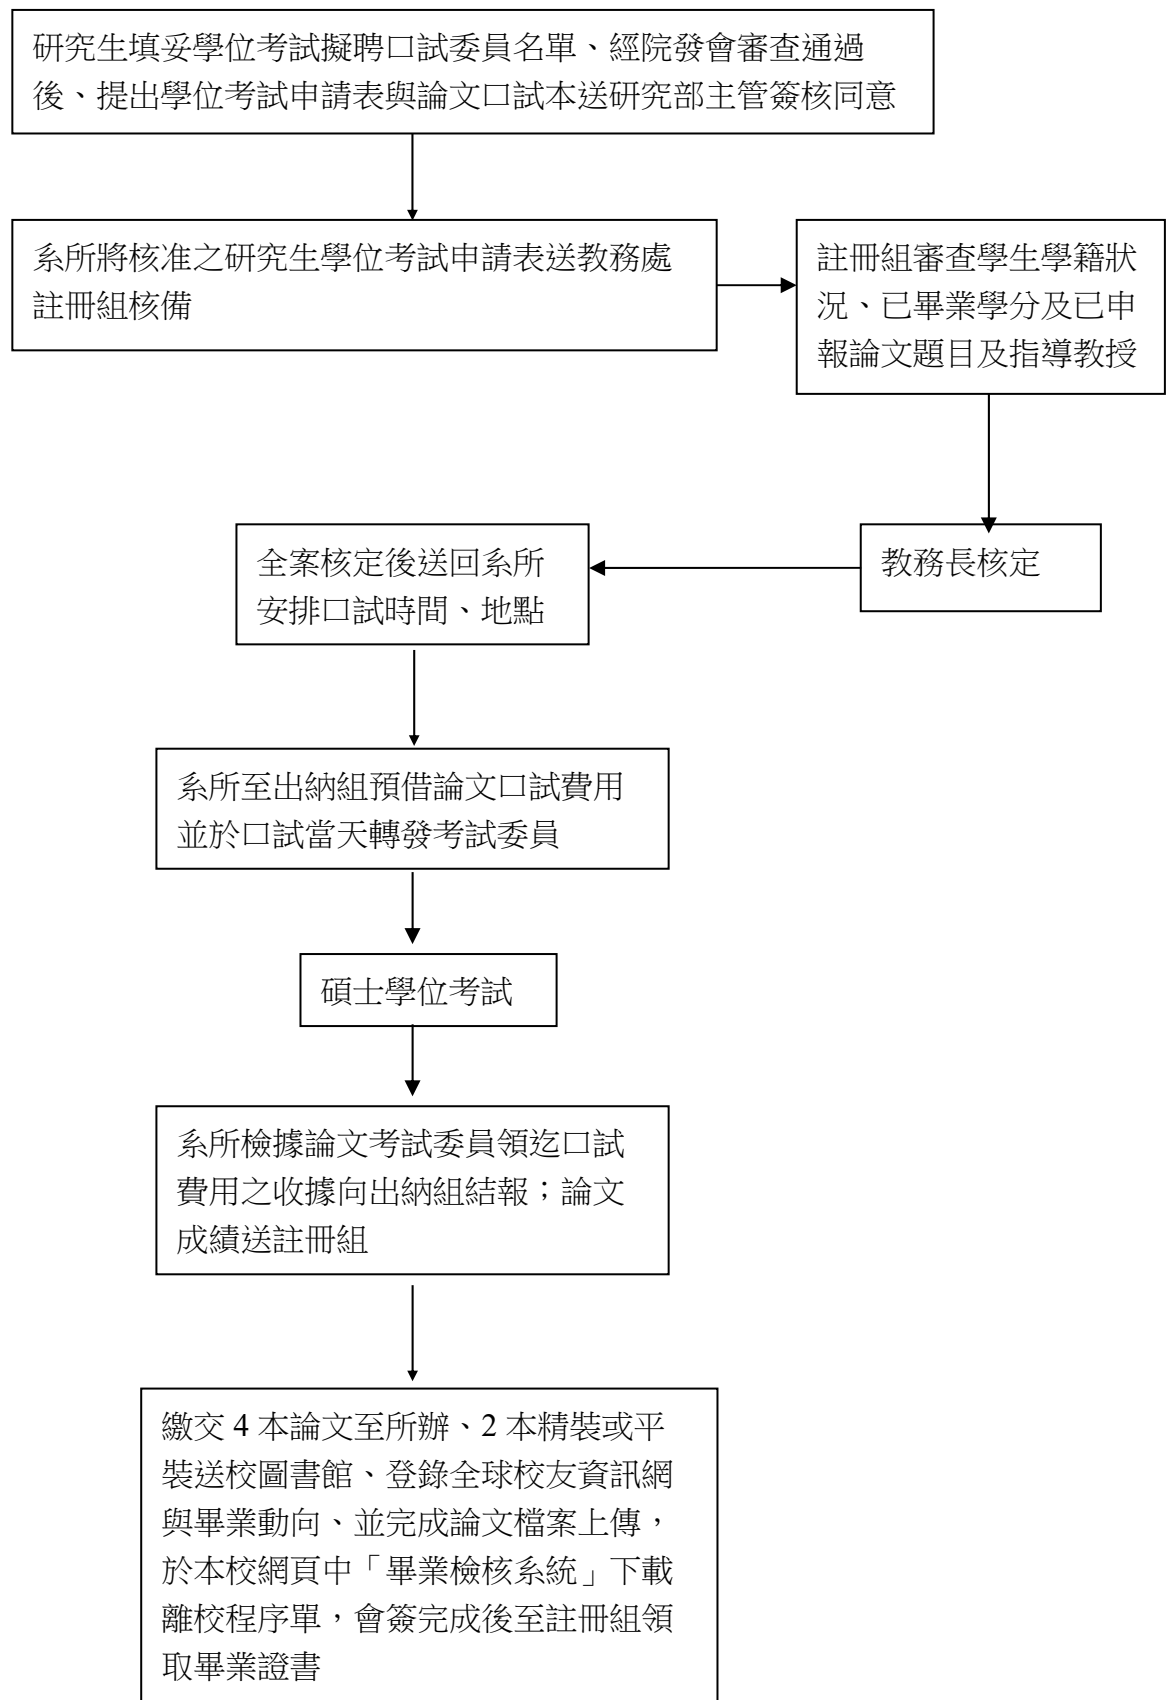 研究生填妥學位考試擬聘口試委員名單、經院發會審查通過
後、提出學位考試申請表與論文口試本送研究部主管簽核同意
系所將核准之研究生學位考試申請表送教務處
註冊組核備
註冊組審查學生學籍狀
況、已畢業學分及已申
報論文題目及指導教授
教務長核定
全案核定後送回系所
安排口試時間、地點
系所至出納組預借論文口試費用
並於口試當天轉發考試委員
碩士學位考試
系所檢據論文考試委員領迄口試
費用之收據向出納組結報；論文
成績送註冊組
繳交 4 本論文至所辦、2 本精裝或平
裝送校圖書館、登錄全球校友資訊網
與畢業動向、並完成論文檔案上傳，
於本校網頁中「畢業檢核系統」下載
離校程序單，會簽完成後至註冊組領
取畢業證書